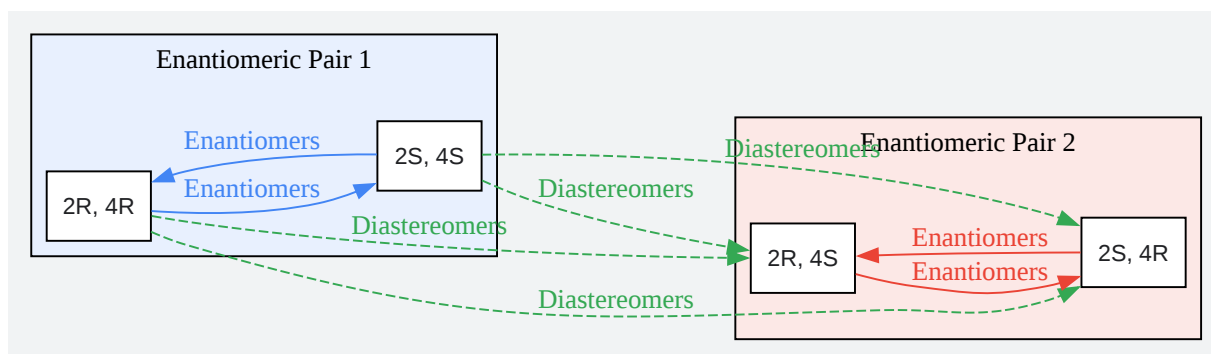 Enantiomeric Pair 1
Enantiomers
2S, 4S
Enantiomers
2R, 4R
Diastereomers
Diastereomers
Diastereomers
Enantiomeric Pair 2
Diastereomers
2R, 4S
Enantiomers
Enantiomers
2S, 4R